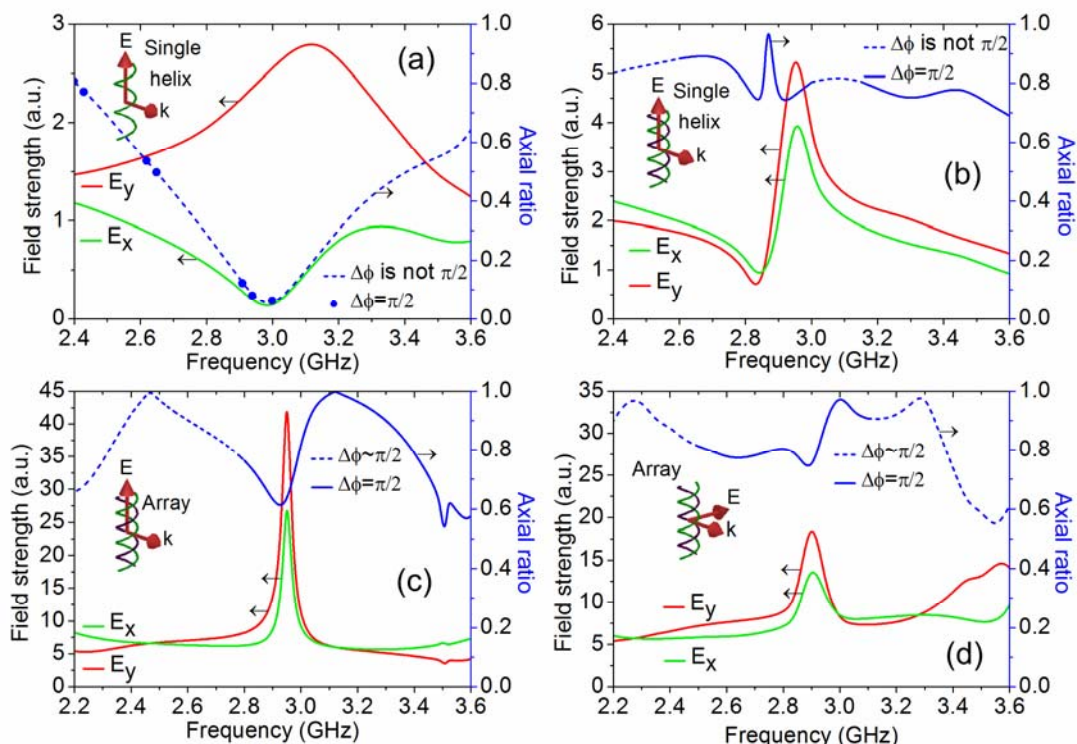 (a)
E
Single
helix
k
E_y
E_x
Δϕ is not π/2
Δϕ=π/2
Field strength (a.u.)
3
2
1
0
Axial ratio
1.0
0.8
0.6
0.4
0.2
0.0
2.4 2.6 2.8 3.0 3.2 3.4 3.6
Frequency (GHz)
(b)
E
Single
helix
k
E_x
E_y
Δϕ is not π/2
Δϕ=π/2
Field strength (a.u.)
6
5
4
3
2
1
0
Axial ratio
1.0
0.8
0.6
0.4
0.2
0.0
2.4 2.6 2.8 3.0 3.2 3.4 3.6
Frequency (GHz)
(c)
E
Array
k
E_x
E_y
Δϕ~π/2
Δϕ=π/2
Field strength (a.u.)
45
40
35
30
25
20
15
10
5
0
Axial ratio
1.0
0.8
0.6
0.4
0.2
0.0
2.2 2.4 2.6 2.8 3.0 3.2 3.4 3.6
Frequency (GHz)
(d)
Array
E
k
E_y
E_x
Δϕ~π/2
Δϕ=π/2
Field strength (a.u.)
35
30
25
20
15
10
5
0
Axial ratio
1.0
0.8
0.6
0.4
0.2
0.0
2.2 2.4 2.6 2.8 3.0 3.2 3.4 3.6
Frequency (GHz)